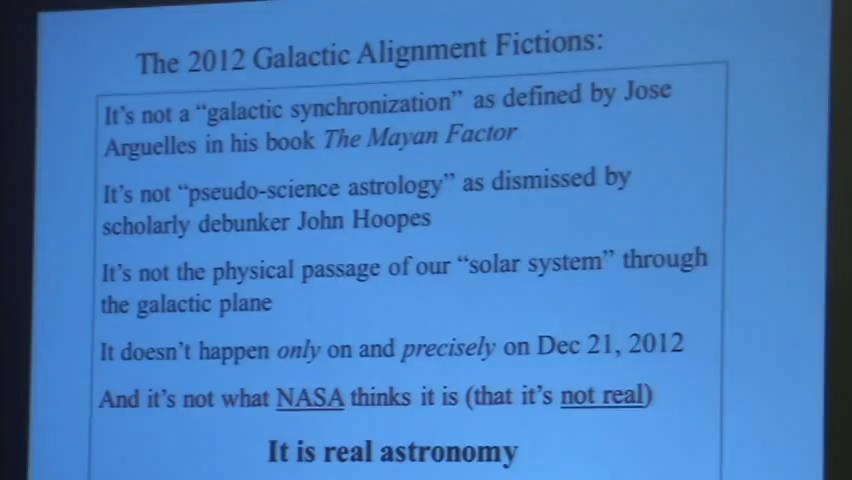 The 2012 Galactic Alignment Fictions:
It's not a “galactic synchronization” as defined by Jose
Arguelles in his book The Mayan Factor
It's not “pseudo-science astrology” as dismissed by
scholarly debunker John Hoopes
It's not the physical passage of our “solar system” through
the galactic plane
It doesn't happen only on and precisely on Dec 21, 2012
And it's not what NASA thinks it is (that it's not real)
It is real astronomy